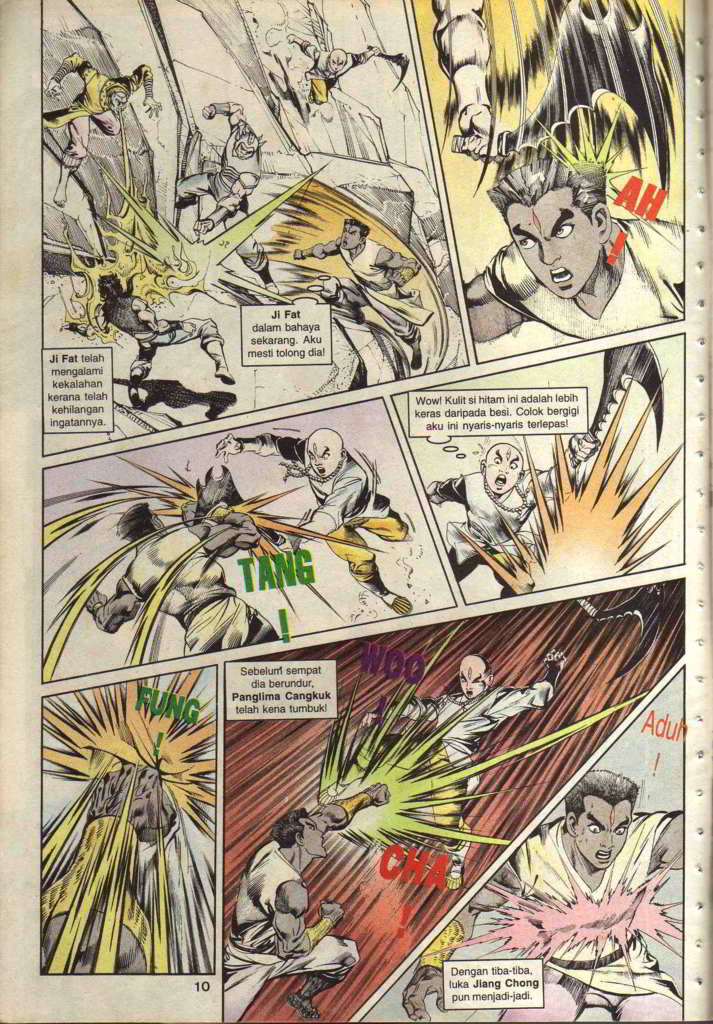 Ji Fat telah
mengalami
kekalahan
kerana telah
kehilangan
ingatannya.
Ji Fat
dalam bahaya
sekarang. Aku
mesti tolong dia!
AH
!
TANG
!
Wow! Kulit si hitam ini adalah lebih
keras daripada besi. Colok bergigi
aku ini nyaris-nyaris terlepas!
FUNG
!
Sebelum sempat
dia berundur,
Panglima Cangkuk
telah kena tumbuk!
WOO
!
CHA
!
Aduh
!
Dengan tiba-tiba,
luka Jiang Chong
pun menjadi-jadi.
10